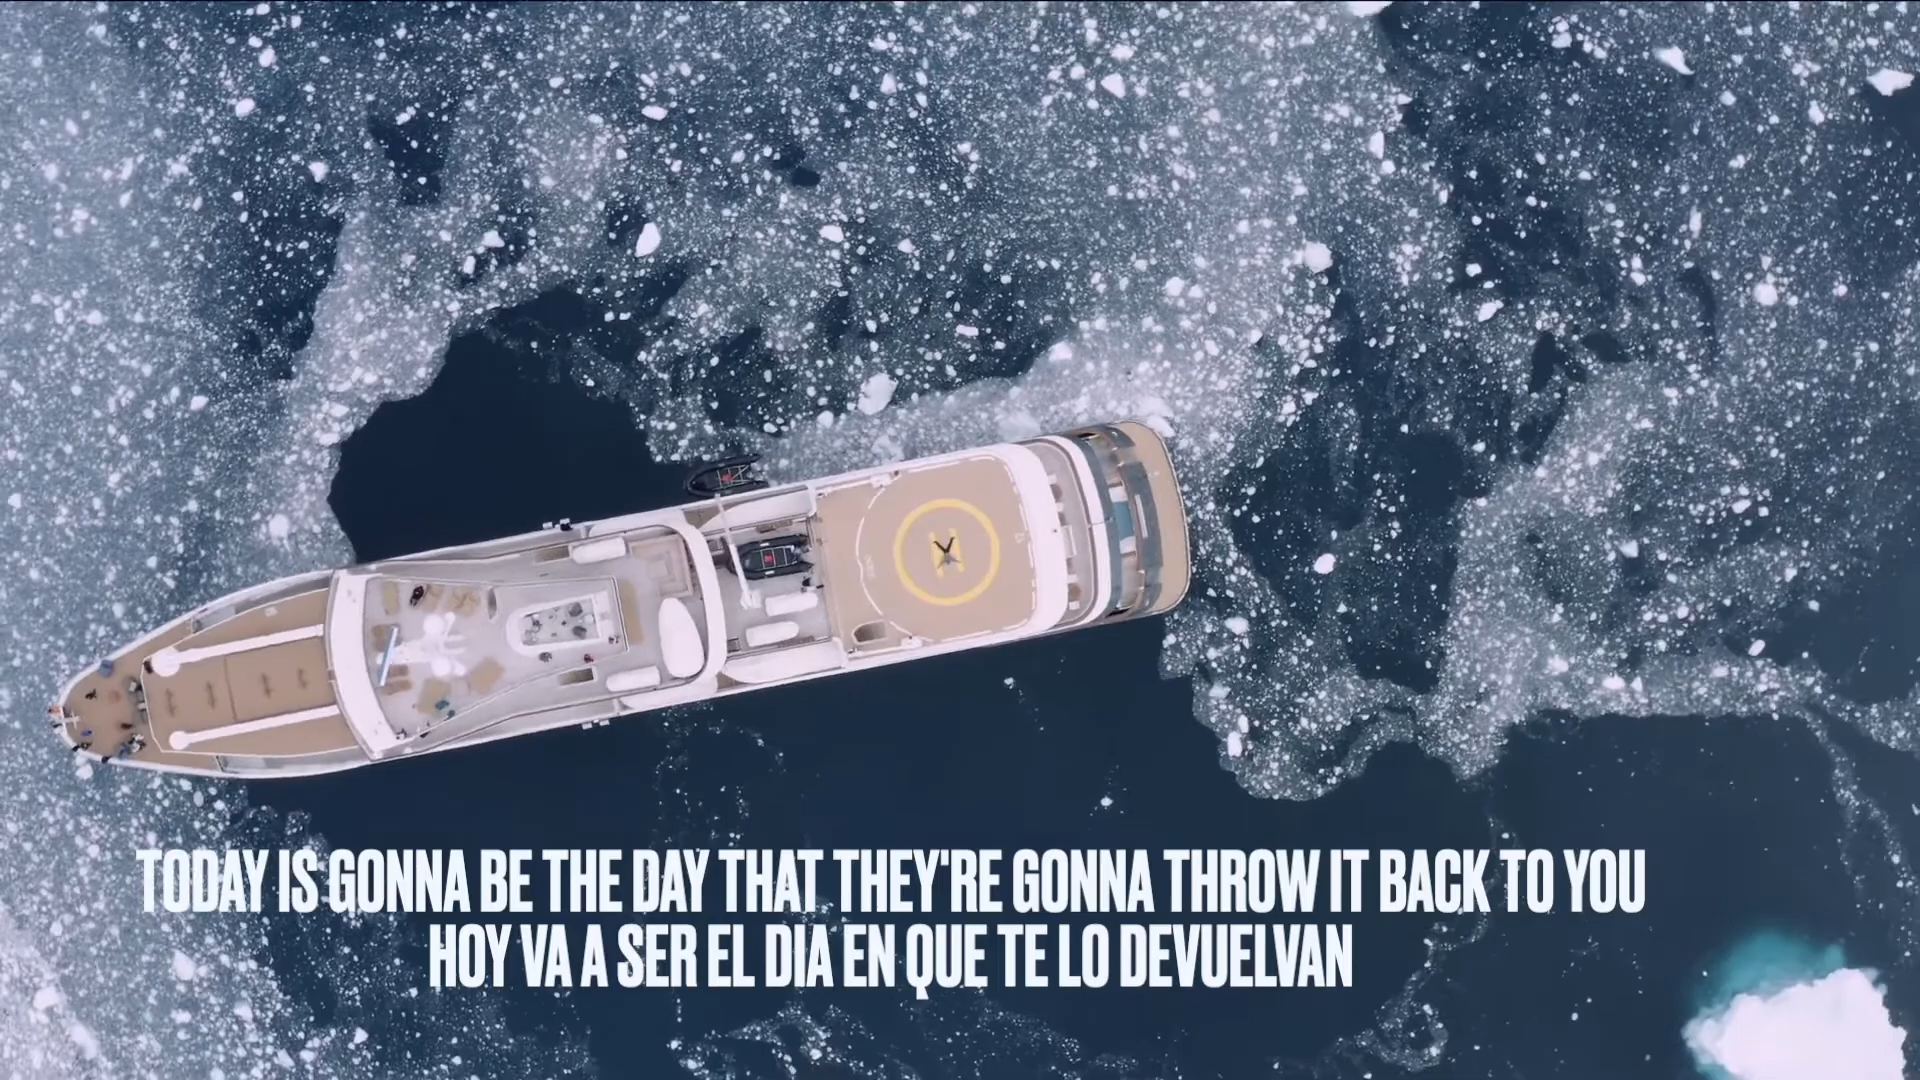 TODAY IS GONNA BE THE DAY THAT THEY'RE GONNA THROW IT BACK TO YOU
HOY VA A SER EL DIA EN QUE TE LO DEVUELVAN